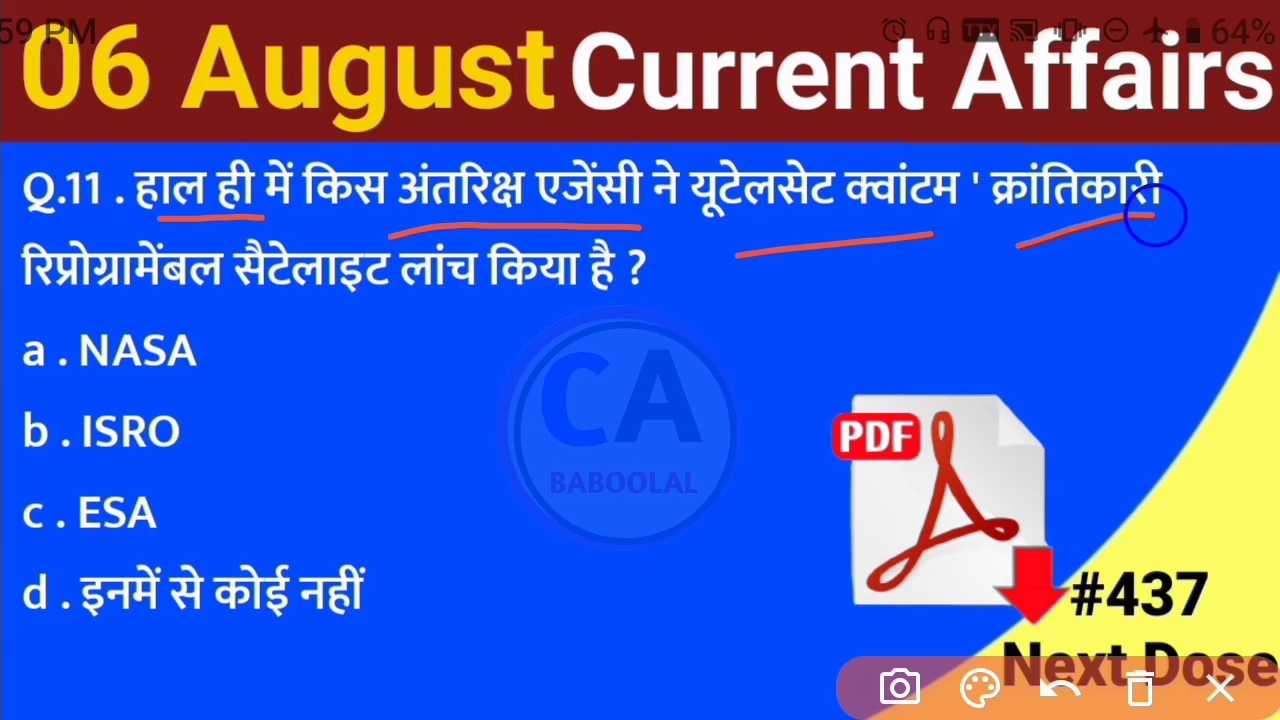 59 PM
TTY
64%
06 August Current Affairs
Q.11 . हाल ही में किस अंतरिक्ष एजेंसी ने यूटेलसेट क्वांटम ' क्रांतिकारी
रिप्रोग्रामेंबल सैटेलाइट लांच किया है ?
a . NASA
b . ISRO
c . ESA
d . इनमें से कोई नहीं
CA
BABOOLAL
PDF
#437
Next Dose